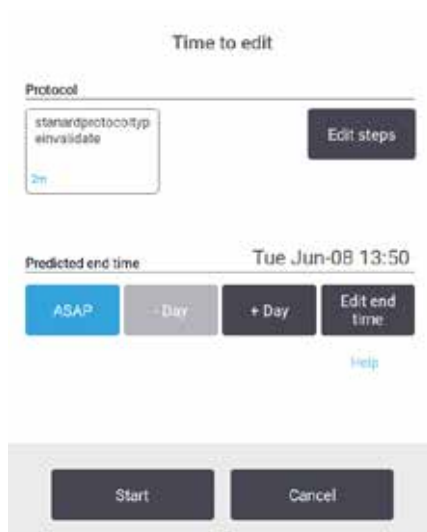 Time to edit
Protocol
stanardprotocoltyp
einvalidate
Edit steps
2m
Predicted end time
Tue Jun-08 13:50
ASAP
- Day
+ Day
Edit end
time
Help
Start
Cancel